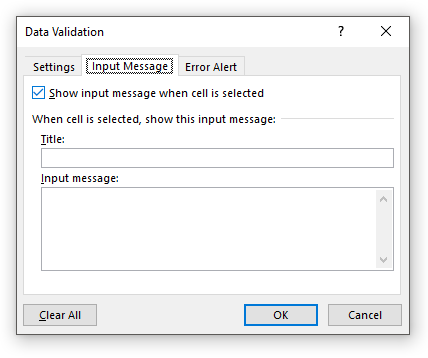 Data Validation ?
Settings Input Message Error Alert
Show input message when cell is selected
When cell is selected, show this input message:
Title:
Input message:
Clear All OK Cancel